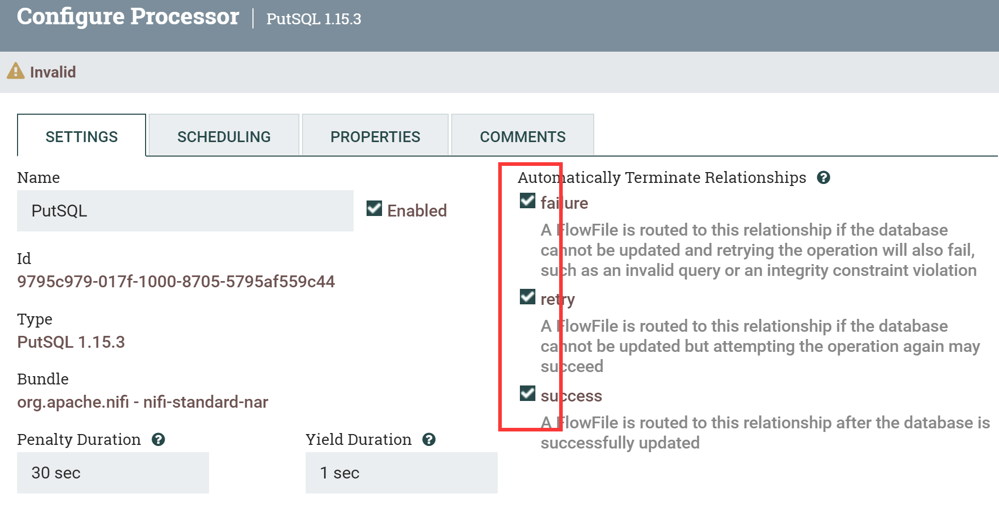 Configure Processor | PutSQL 1.15.3
Invalid
SETTINGS
SCHEDULING
PROPERTIES
COMMENTS
Name
PutSQL
Enabled
Id
9795c979-017f-1000-8705-5795af559c44
Type
PutSQL 1.15.3
Bundle
org.apache.nifi - nifi-standard-nar
Penalty Duration
30 sec
Yield Duration
1 sec
Automatically Terminate Relationships
failure
A FlowFile is routed to this relationship if the database
cannot be updated and retrying the operation will also fail,
such as an invalid query or an integrity constraint violation
retry
A FlowFile is routed to this relationship if the database
cannot be updated but attempting the operation again may
succeed
success
A FlowFile is routed to this relationship after the database is
successfully updated